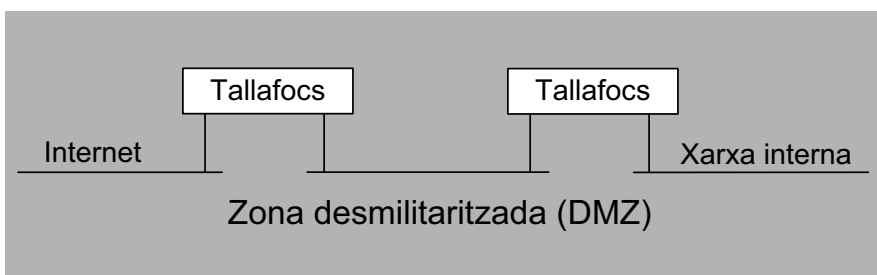 Tallafocs
Tallafocs
Internet
Xarxa interna
Zona desmilitaritzada (DMZ)